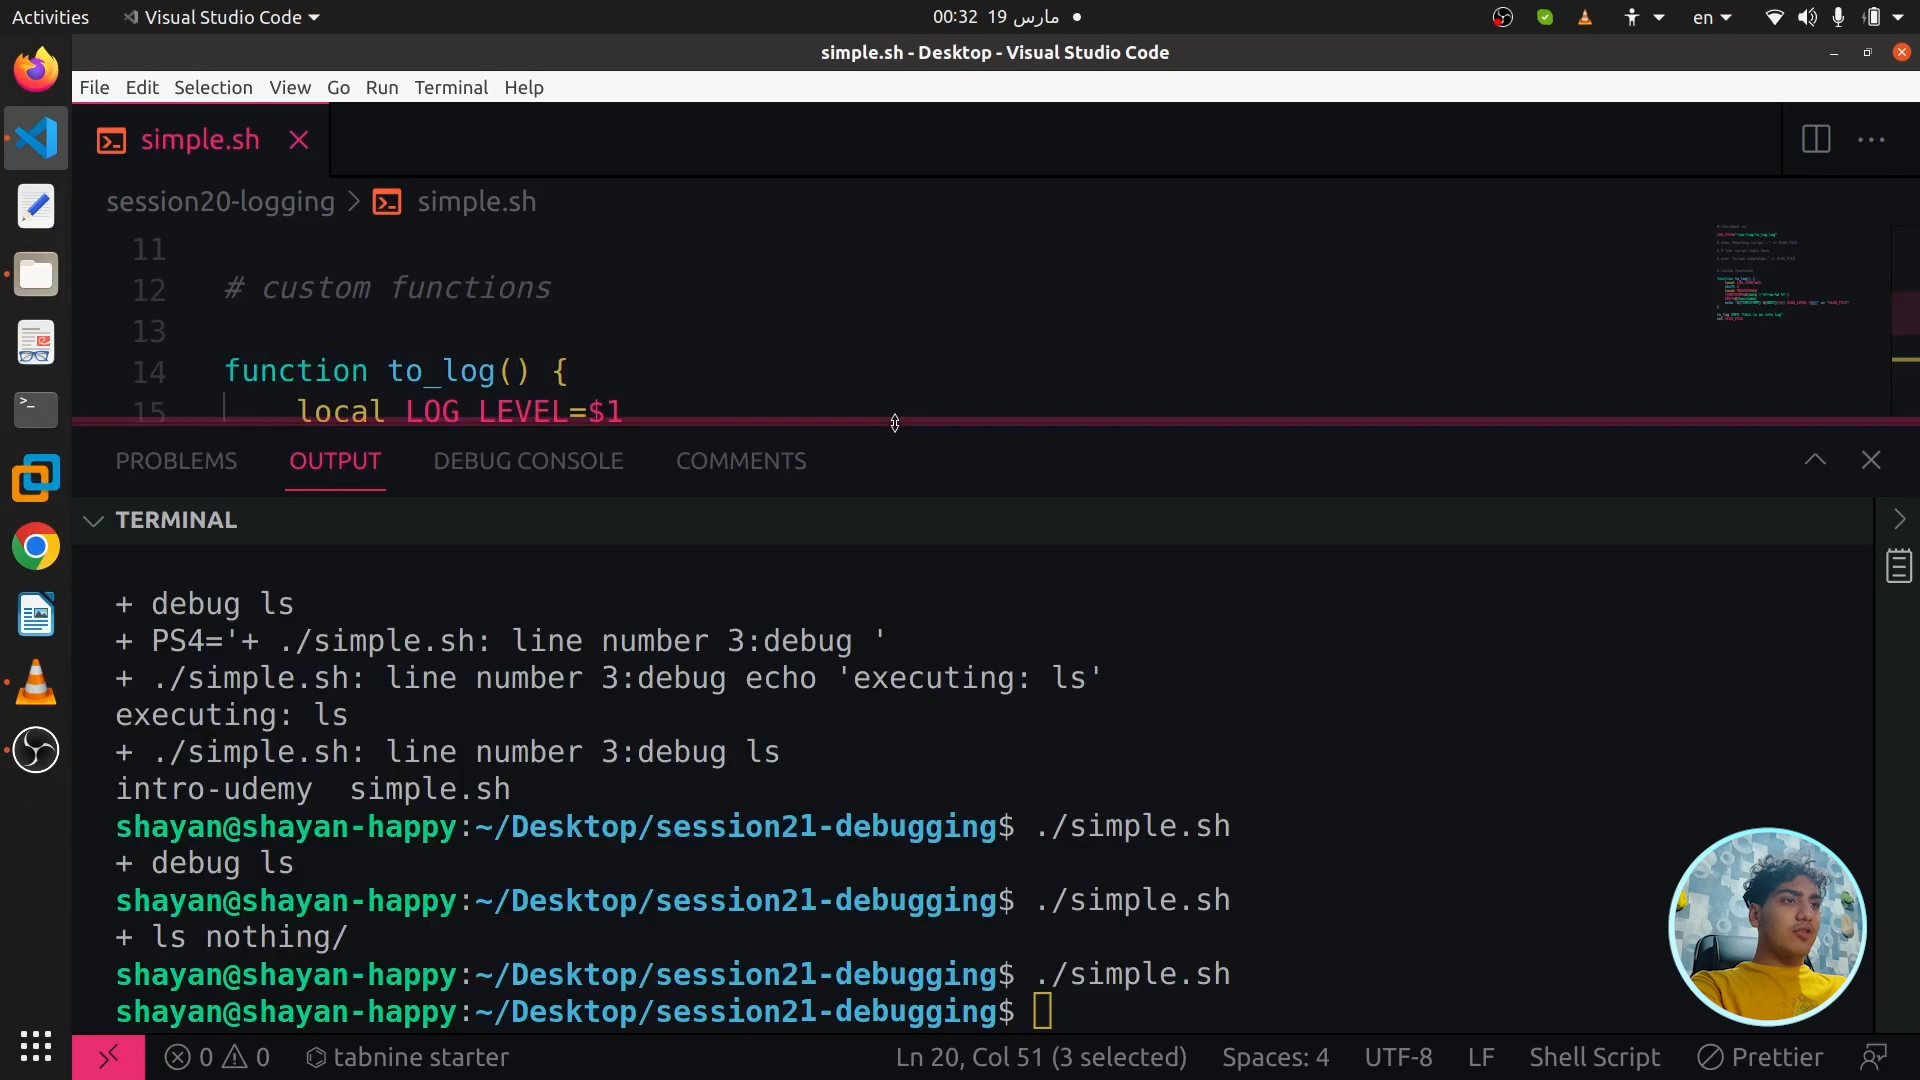 Activities
Visual Studio Code
00:32 19 مارس
en
simple.sh - Desktop - Visual Studio Code
File Edit Selection View Go Run Terminal Help
simple.sh
session20-logging > simple.sh
11
12 # custom functions
13
14 function to_log() {
15 local LOG_LEVEL=$1
PROBLEMS OUTPUT DEBUG CONSOLE COMMENTS
TERMINAL
+ debug ls
+ PS4='+ ./simple.sh: line number 3:debug '
+ ./simple.sh: line number 3:debug echo 'executing: ls'
executing: ls
+ ./simple.sh: line number 3:debug ls
intro-udemy simple.sh
shayan@shayan-happy:~/Desktop/session21-debugging$ ./simple.sh
+ debug ls
shayan@shayan-happy:~/Desktop/session21-debugging$ ./simple.sh
+ ls nothing/
shayan@shayan-happy:~/Desktop/session21-debugging$ ./simple.sh
shayan@shayan-happy:~/Desktop/session21-debugging$
0 0 tabnine starter Ln 20, Col 51 (3 selected) Spaces: 4 UTF-8 LF Shell Script Prettier